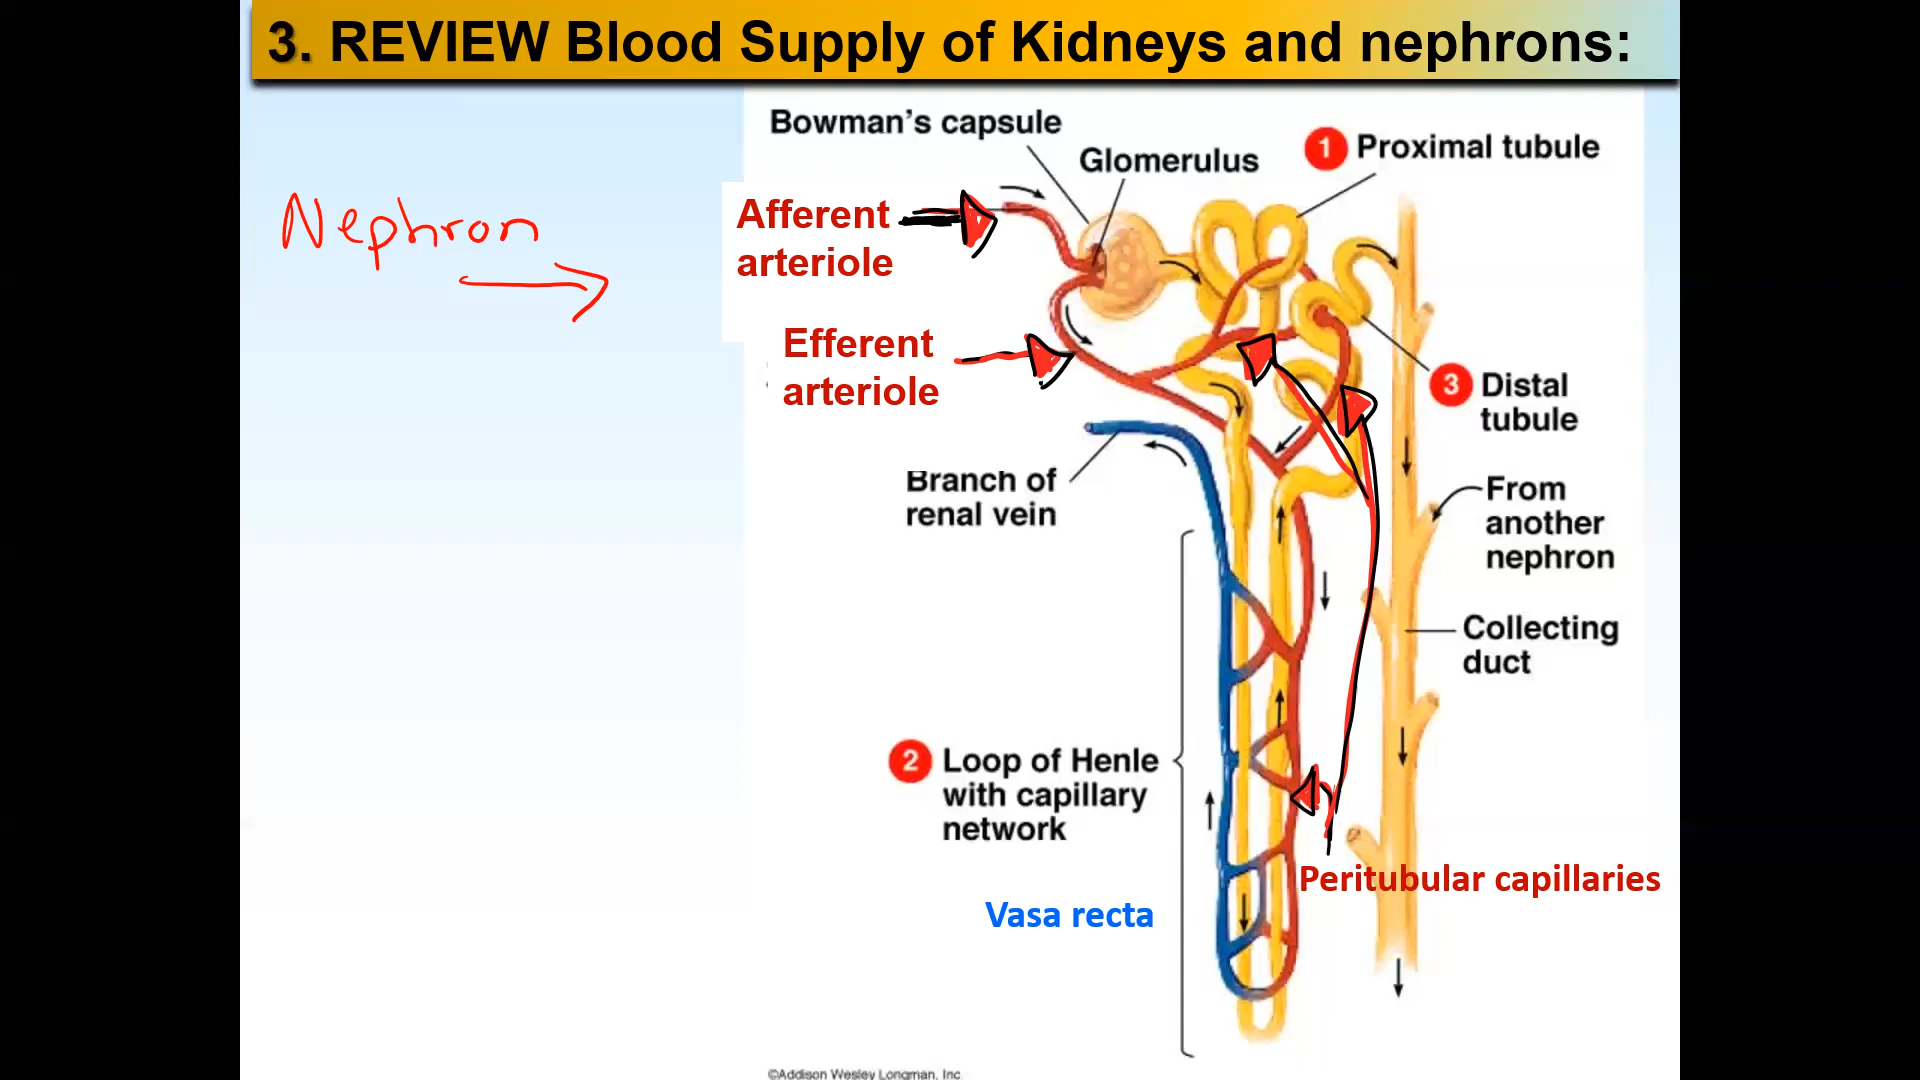 3. REVIEW Blood Supply of Kidneys and nephrons:
Nephron
Bowman's capsule
Glomerulus
1 Proximal tubule
Afferent
arteriole
Efferent
arteriole
3 Distal
tubule
Branch of
renal vein
From
another
nephron
Collecting
duct
2 Loop of Henle
with capillary
network
Peritubular capillaries
Vasa recta
©Addison Wesley Longman, Inc.